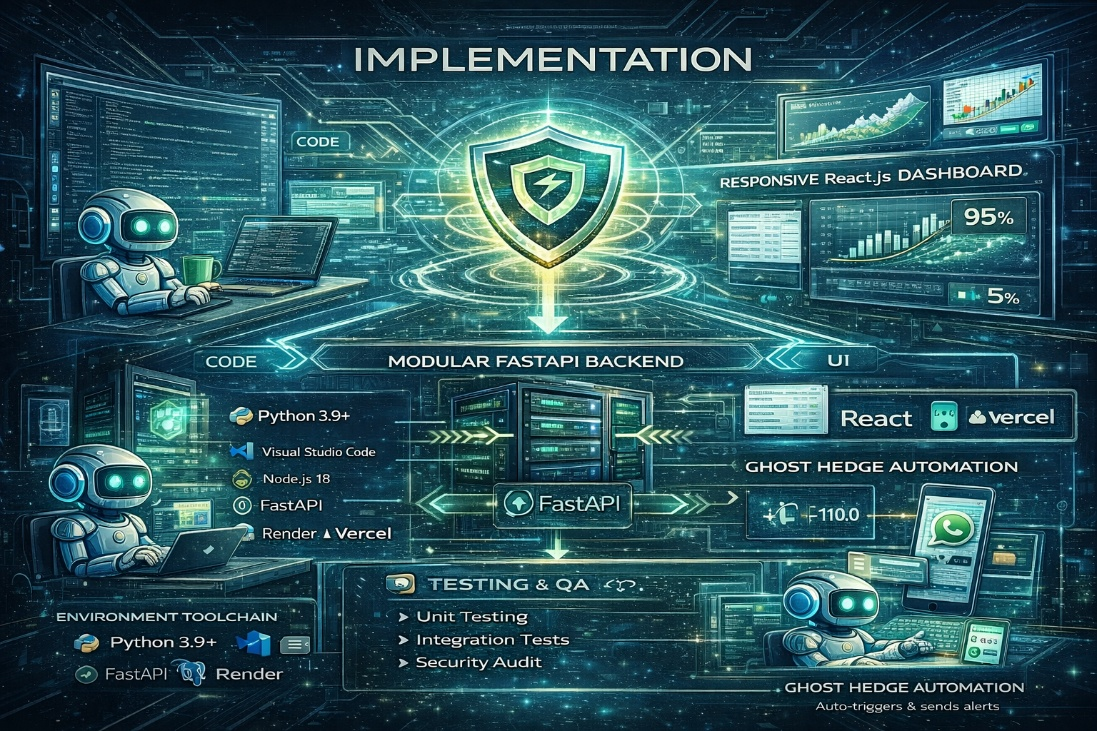 IMPLEMENTATION
CODE
RESPONSIVE React.js DASHBOARD
95%
5%
CODE
MODULAR FASTAPI BACKEND
UI
Python 3.9+
Visual Studio Code
Node.js 18
FastAPI
Render ▲ Vercel
FastAPI
React
Vercel
GHOST HEDGE AUTOMATION
-110.0
TESTING & QA
➤ Unit Testing
➤ Integration Tests
➤ Security Audit
ENVIRONMENT TOOLCHAIN
Python 3.9+
FastAPI
Render
GHOST HEDGE AUTOMATION
Auto-triggers & sends alerts